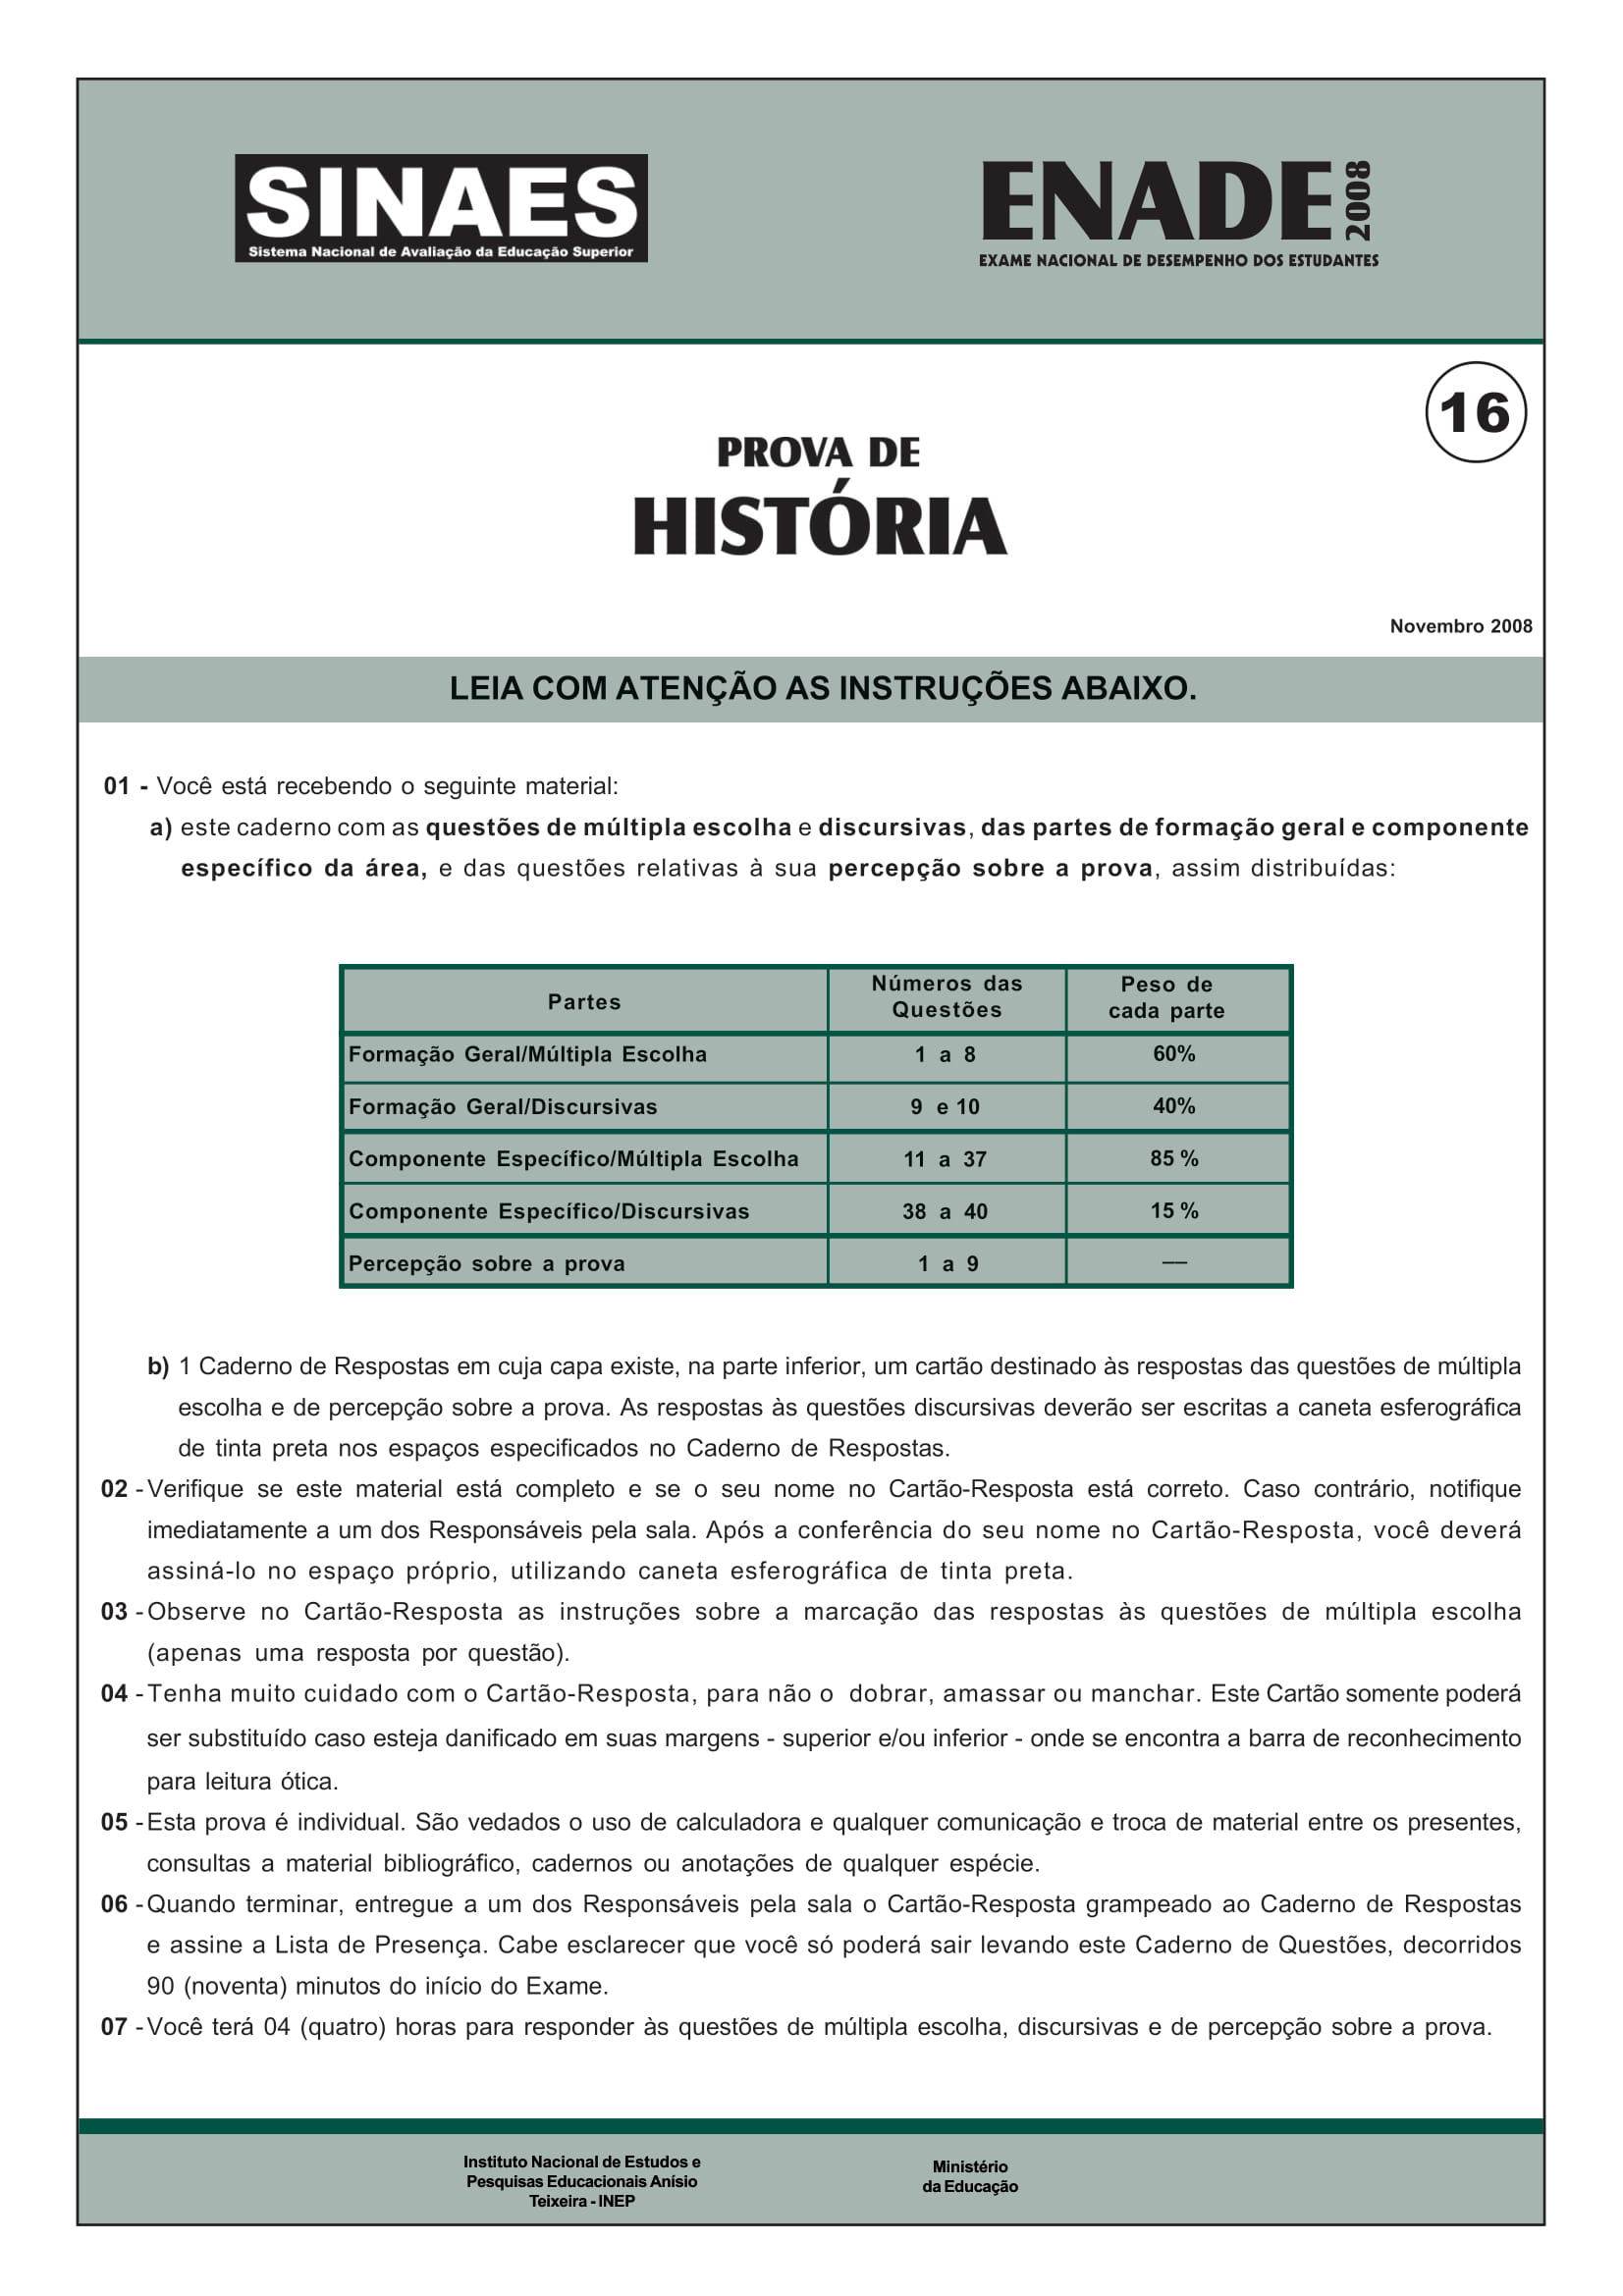 SINAES
Sistema Nacional de Avaliação da Educação Superior
ENADE 2008
EXAME NACIONAL DE DESEMPENHO DOS ESTUDANTES
16
PROVA DE
HISTÓRIA
Novembro 2008
LEIA COM ATENÇÃO AS INSTRUÇÕES ABAIXO.
01 - Você está recebendo o seguinte material:
a) este caderno com as questões de múltipla escolha e discursivas, das partes de formação geral e componente
específico da área, e das questões relativas à sua percepção sobre a prova, assim distribuídas:
Partes
Números das
Questões
Peso de
cada parte
Formação Geral/Múltipla Escolha 1 a 8 60%
Formação Geral/Discursivas 9 e 10 40%
Componente Específico/Múltipla Escolha 11 a 37 85 %
Componente Específico/Discursivas 38 a 40 15 %
Percepção sobre a prova 1 a 9 —
b) 1 Caderno de Respostas em cuja capa existe, na parte inferior, um cartão destinado às respostas das questões de múltipla
escolha e de percepção sobre a prova. As respostas às questões discursivas deverão ser escritas a caneta esferográfica
de tinta preta nos espaços especificados no Caderno de Respostas.
02 - Verifique se este material está completo e se o seu nome no Cartão-Resposta está correto. Caso contrário, notifique
imediatamente a um dos Responsáveis pela sala. Após a conferência do seu nome no Cartão-Resposta, você deverá
assiná-lo no espaço próprio, utilizando caneta esferográfica de tinta preta.
03 - Observe no Cartão-Resposta as instruções sobre a marcação das respostas às questões de múltipla escolha
(apenas uma resposta por questão).
04 - Tenha muito cuidado com o Cartão-Resposta, para não o dobrar, amassar ou manchar. Este Cartão somente poderá
ser substituído caso esteja danificado em suas margens - superior e/ou inferior - onde se encontra a barra de reconhecimento
para leitura ótica.
05 - Esta prova é individual. São vedados o uso de calculadora e qualquer comunicação e troca de material entre os presentes,
consultas a material bibliográfico, cadernos ou anotações de qualquer espécie.
06 - Quando terminar, entregue a um dos Responsáveis pela sala o Cartão-Resposta grampeado ao Caderno de Respostas
e assine a Lista de Presença. Cabe esclarecer que você só poderá sair levando este Caderno de Questões, decorridos
90 (noventa) minutos do início do Exame.
07 - Você terá 04 (quatro) horas para responder às questões de múltipla escolha, discursivas e de percepção sobre a prova.
Instituto Nacional de Estudos e
Pesquisas Educacionais Anísio
Teixeira - INEP
Ministério
da Educação